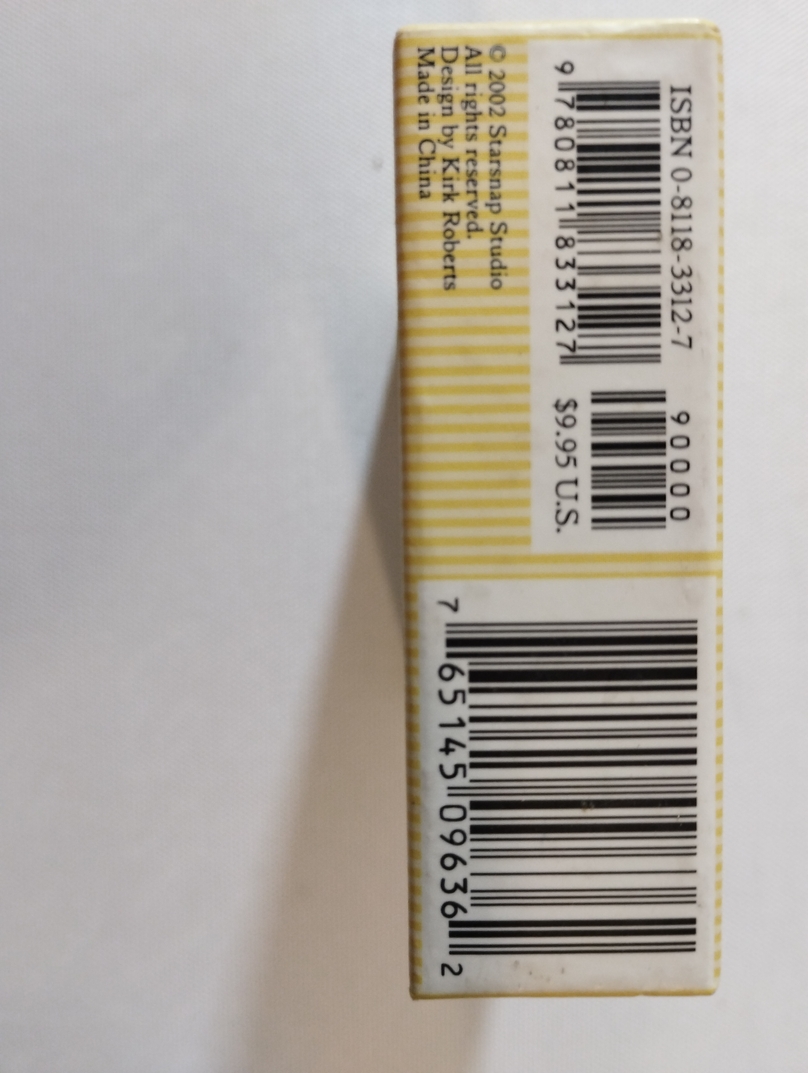 ISBN 0-8118-3312-7
9 780811 833127
90000
$9.95 U.S.
© 2002 Starsnap Studio
All rights reserved.
Design by Kirk Roberts
Made in China
7 65145 09636 2